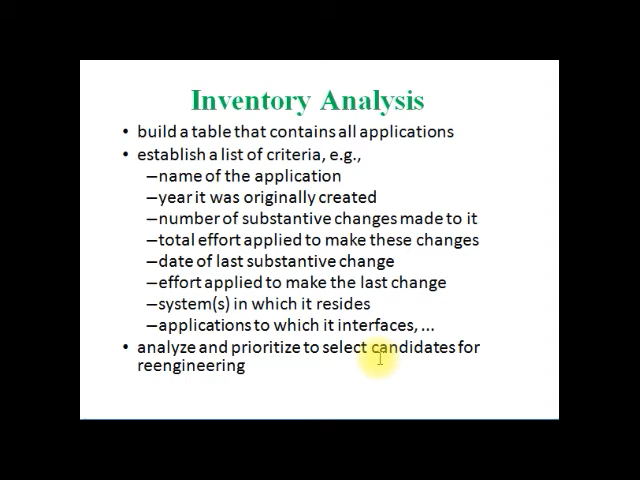 Inventory Analysis
• build a table that contains all applications
• establish a list of criteria, e.g.,
–name of the application
–year it was originally created
–number of substantive changes made to it
–total effort applied to make these changes
–date of last substantive change
–effort applied to make the last change
–system(s) in which it resides
–applications to which it interfaces, ...
• analyze and prioritize to select candidates for
reengineering